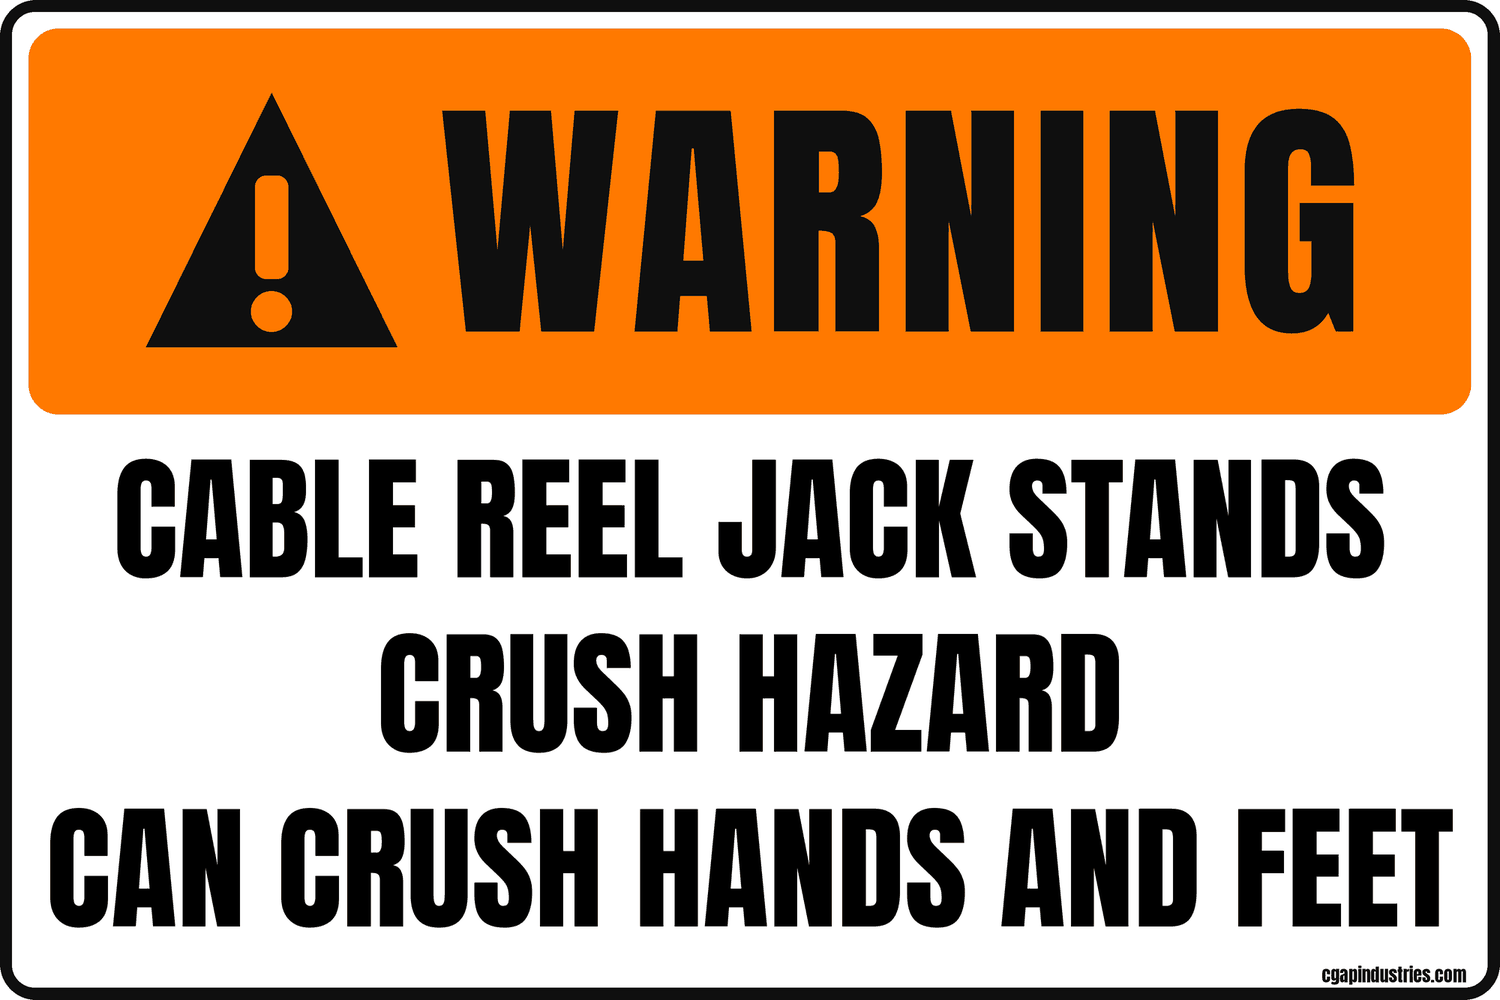 WARNING
CABLE REEL JACK STANDS
CRUSH HAZARD
CAN CRUSH HANDS AND FEET
cgapindustries.com